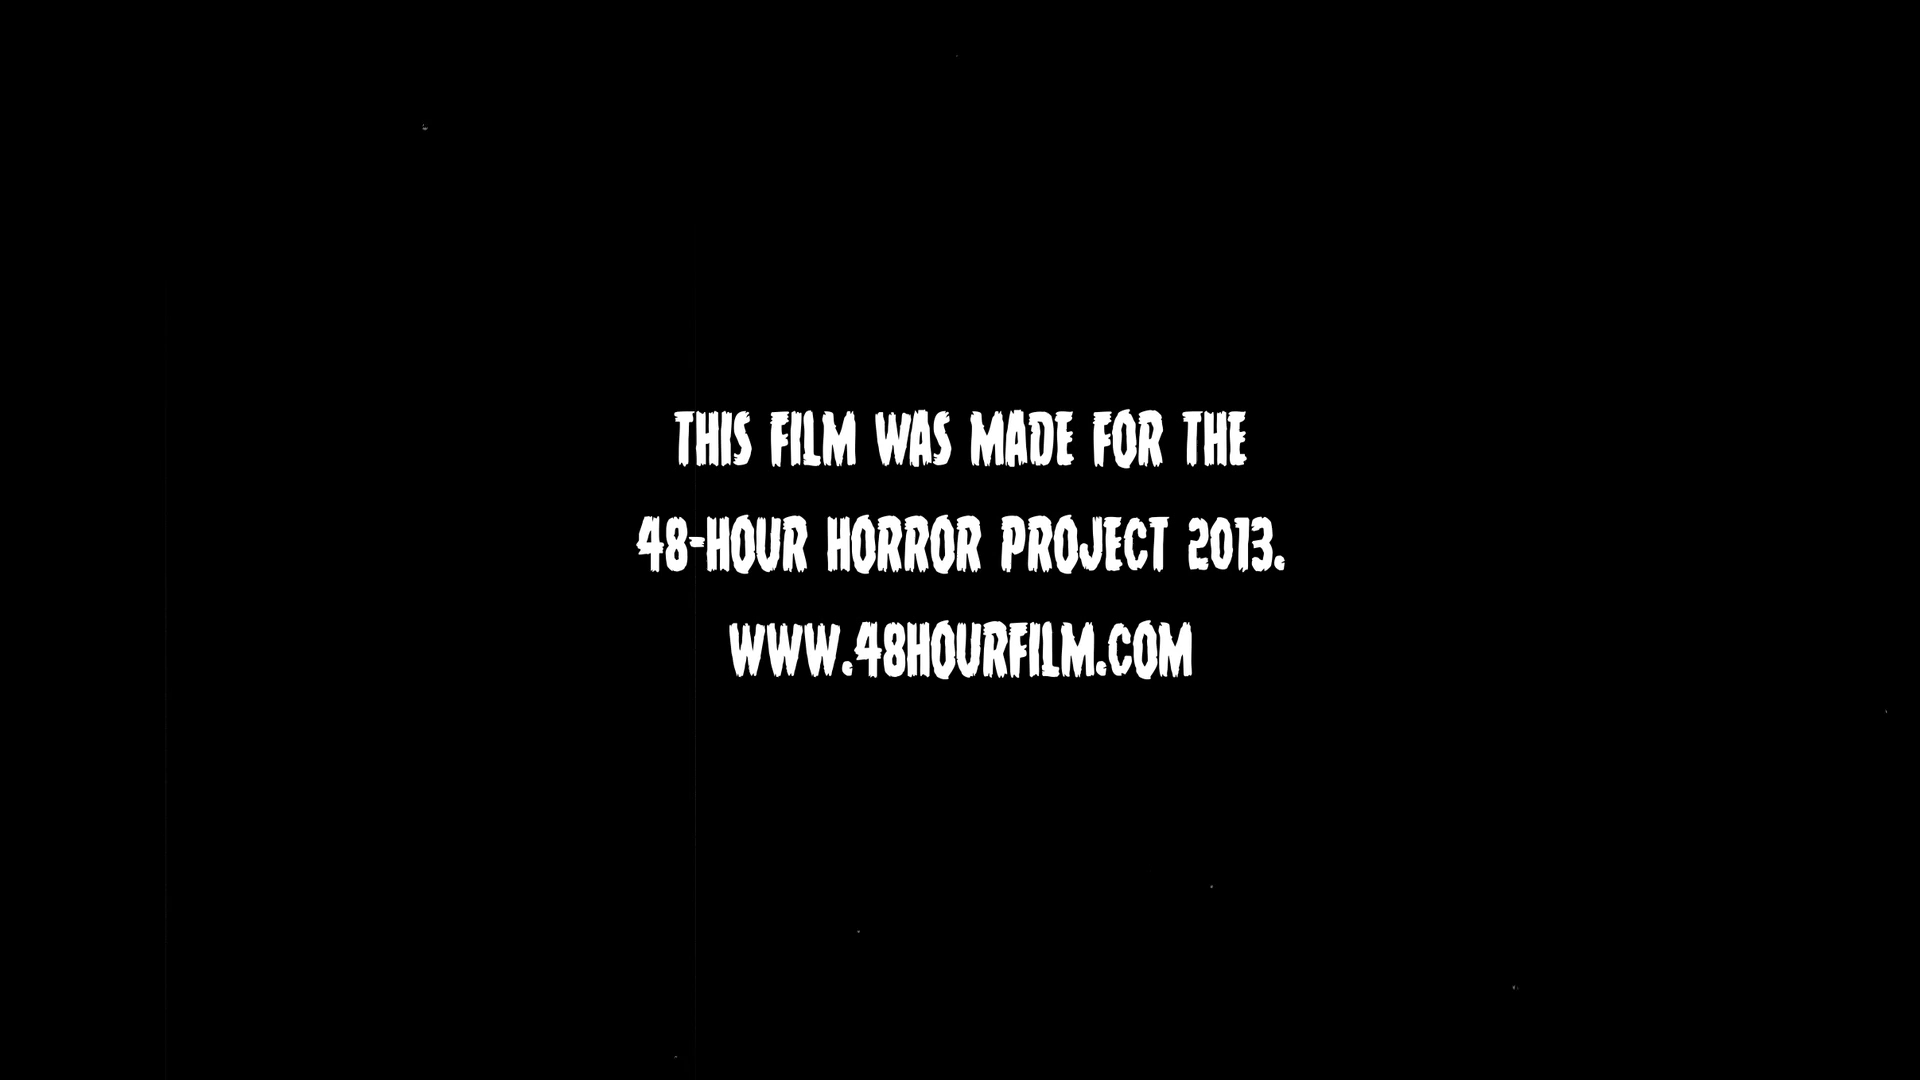 THIS FILM WAS MADE FOR THE
48-HOUR HORROR PROJECT 2013.
WWW.48HOURFILM.COM